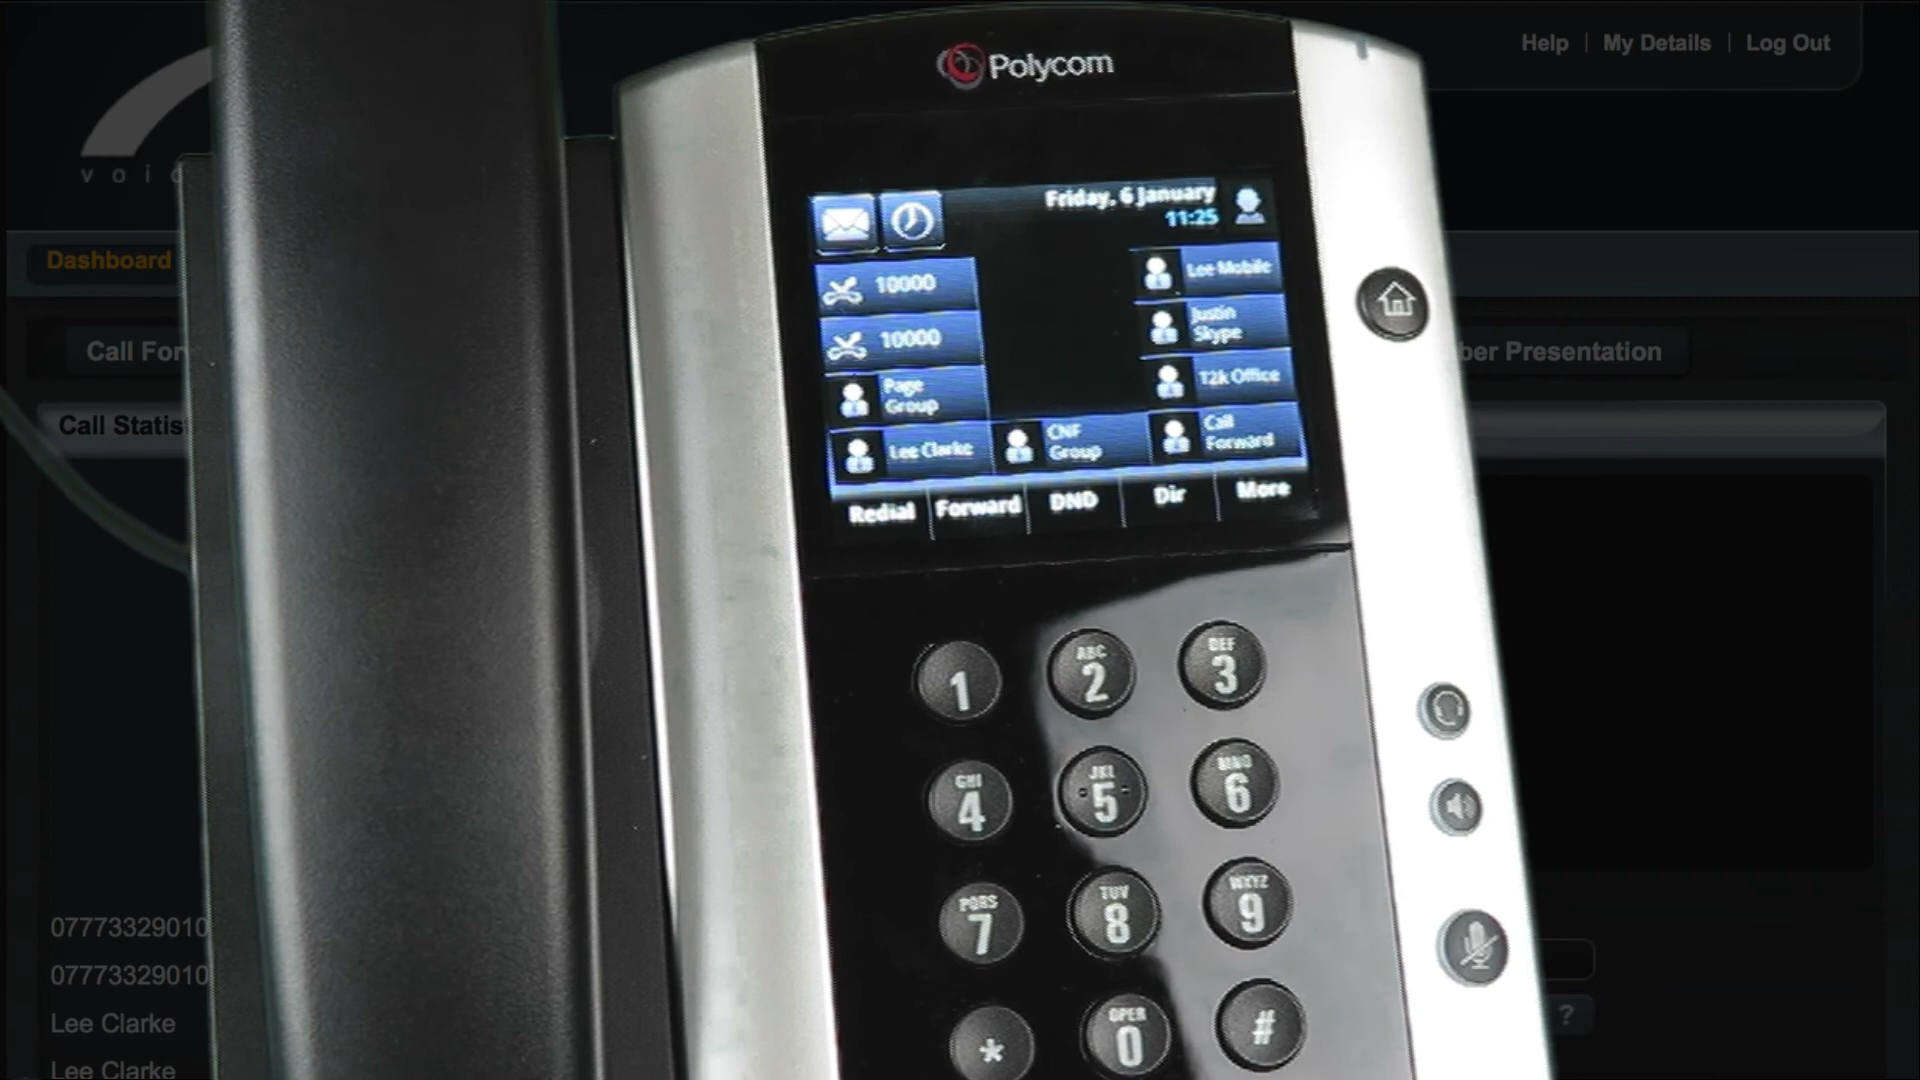 Polycom
Help | My Details | Log Out
voic
Friday, 6 January
11:25
10000
10000
Page
Group
Lee Clarke
CNF
Group
Lee Mobile
Justin
Skype
T2k Office
Call
Forward
Redial Forward DND Dir More
Dashboard
Call For
ber Presentation
Call Statis
1
ABC
2
DEF
3
GHI
4
JKL
5
MNO
6
PQRS
7
TUV
8
WXYZ
9
*
OPER
0
#
07773329010
07773329010
Lee Clarke
Lee Clarke
?